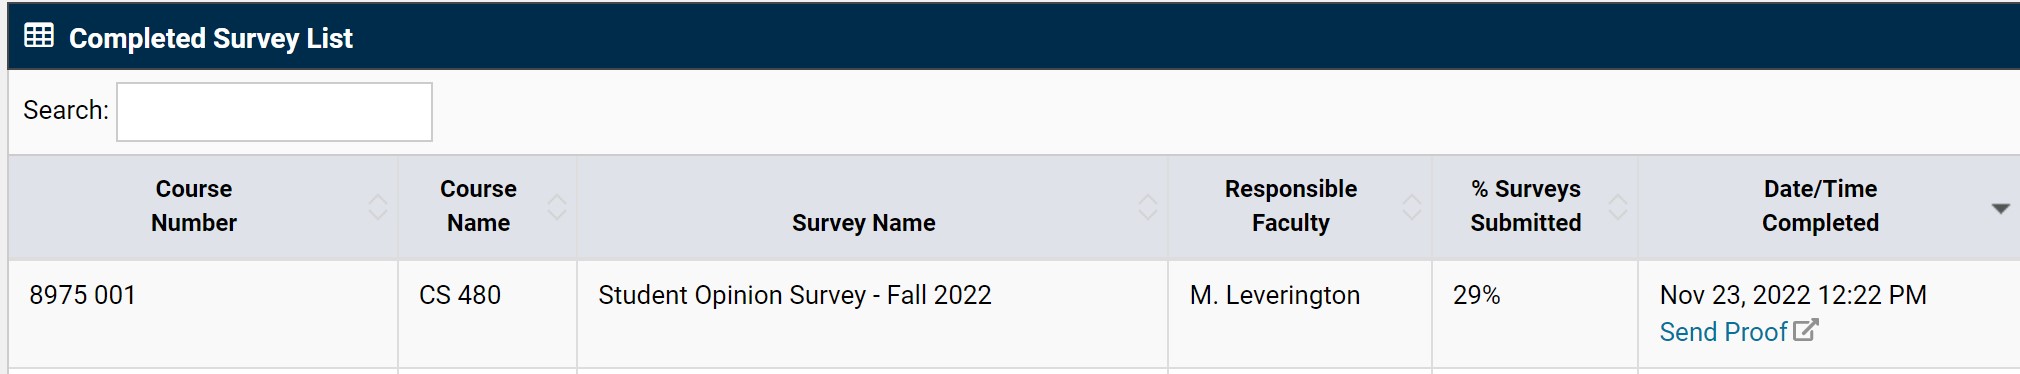 Completed Survey List
Search:
Course Number
Course Name
Survey Name
Responsible Faculty
% Surveys Submitted
Date/Time Completed
8975 001
CS 480
Student Opinion Survey - Fall 2022
M. Leverington
29%
Nov 23, 2022 12:22 PM
Send Proof